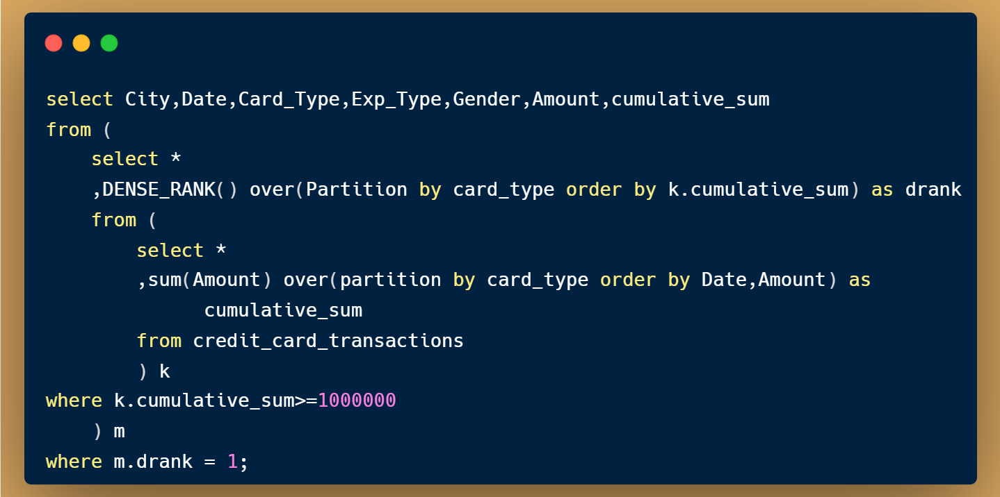 select City,Date,Card_Type,Exp_Type,Gender,Amount,cumulative_sum
from (
    select *
    ,DENSE_RANK() over(Partition by card_type order by k.cumulative_sum) as drank
    from (
        select *
        ,sum(Amount) over(partition by card_type order by Date,Amount) as
              cumulative_sum
        from credit_card_transactions
        ) k
where k.cumulative_sum>=1000000
    ) m
where m.drank = 1;